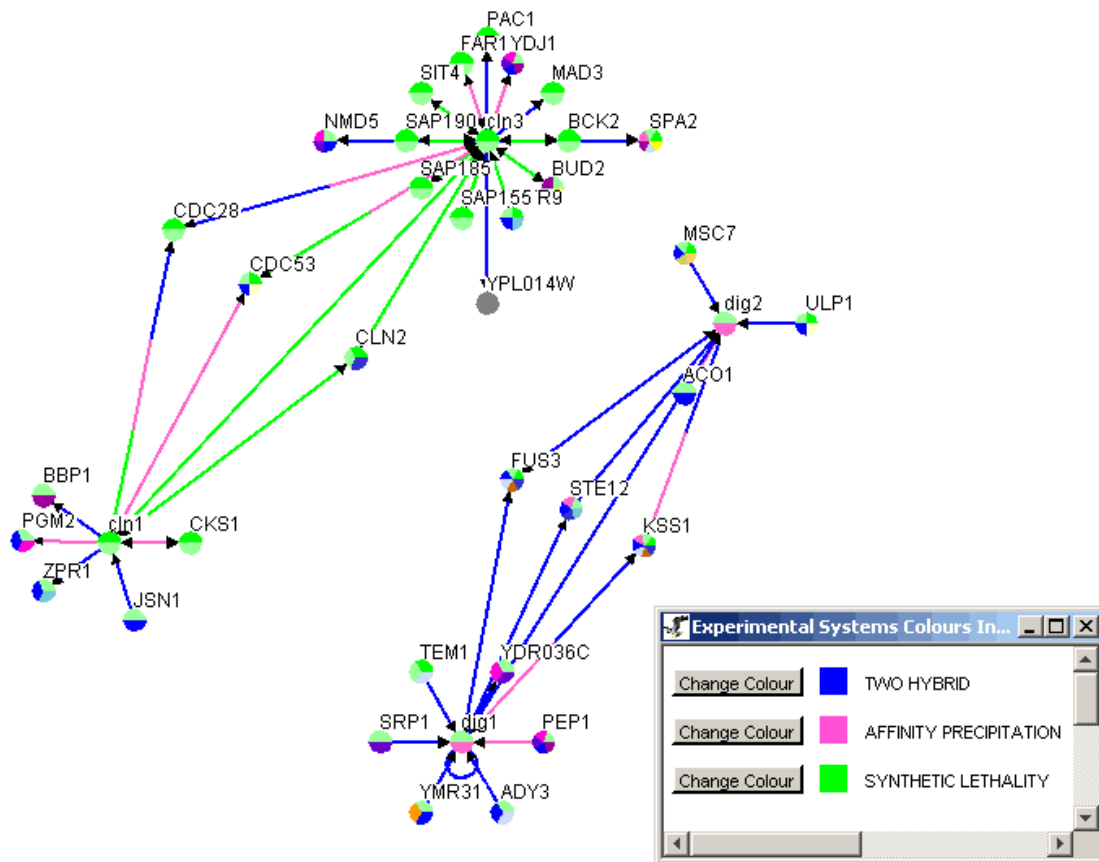 PAC1
FAR1 YDJ1
SIT4
MAD3
NMD5
SAP190 cln3
BCK2
SPA2
SAP185
BUD2
SAP155 R9
CDC28
CDC53
YPL014W
CLN2
MSC7
dig2
ULP1
ACO1
FUS3
STE12
KSS1
BBP1
PGM2
cln1
CKS1
ZPR1
JSN1
TEM1
YDR036C
SRP1
dig1
PEP1
YMR31
ADY3
Experimental Systems Colours In...
Change Colour TWO HYBRID
Change Colour AFFINITY PRECIPITATION
Change Colour SYNTHETIC LETHALITY